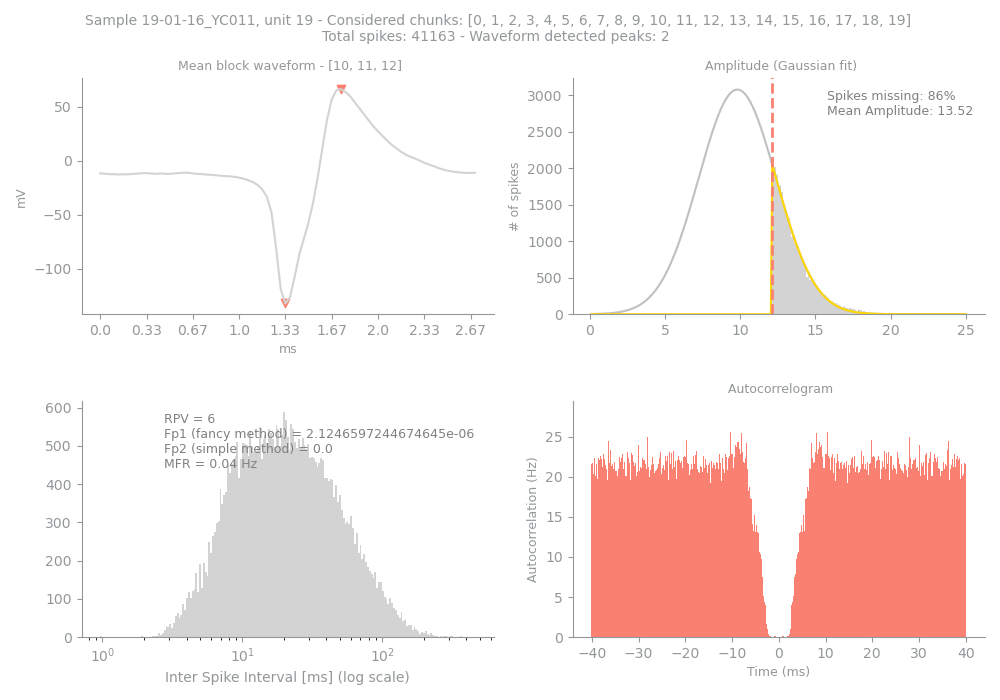 Sample 19-01-16_YC011, unit 19 - Considered chunks: [0, 1, 2, 3, 4, 5, 6, 7, 8, 9, 10, 11, 12, 13, 14, 15, 16, 17, 18, 19]
Total spikes: 41163 - Waveform detected peaks: 2
Mean block waveform - [10, 11, 12]
50
0
−50
−100
mV
0.0 0.33 0.67 1.0 1.33 1.67 2.0 2.33 2.67
ms
Amplitude (Gaussian fit)
Spikes missing: 86%
Mean Amplitude: 13.52
3000
2500
2000
1500
1000
500
0
# of spikes
0 5 10 15 20 25
600
500
400
300
200
100
0
RPV = 6
Fp1 (fancy method) = 2.1246597244674645e-06
Fp2 (simple method) = 0.0
MFR = 0.04 Hz
10⁰ 10¹ 10²
Inter Spike Interval [ms] (log scale)
Autocorrelogram
25
20
15
10
5
0
Autocorrelation (Hz)
−40 −30 −20 −10 0 10 20 30 40
Time (ms)